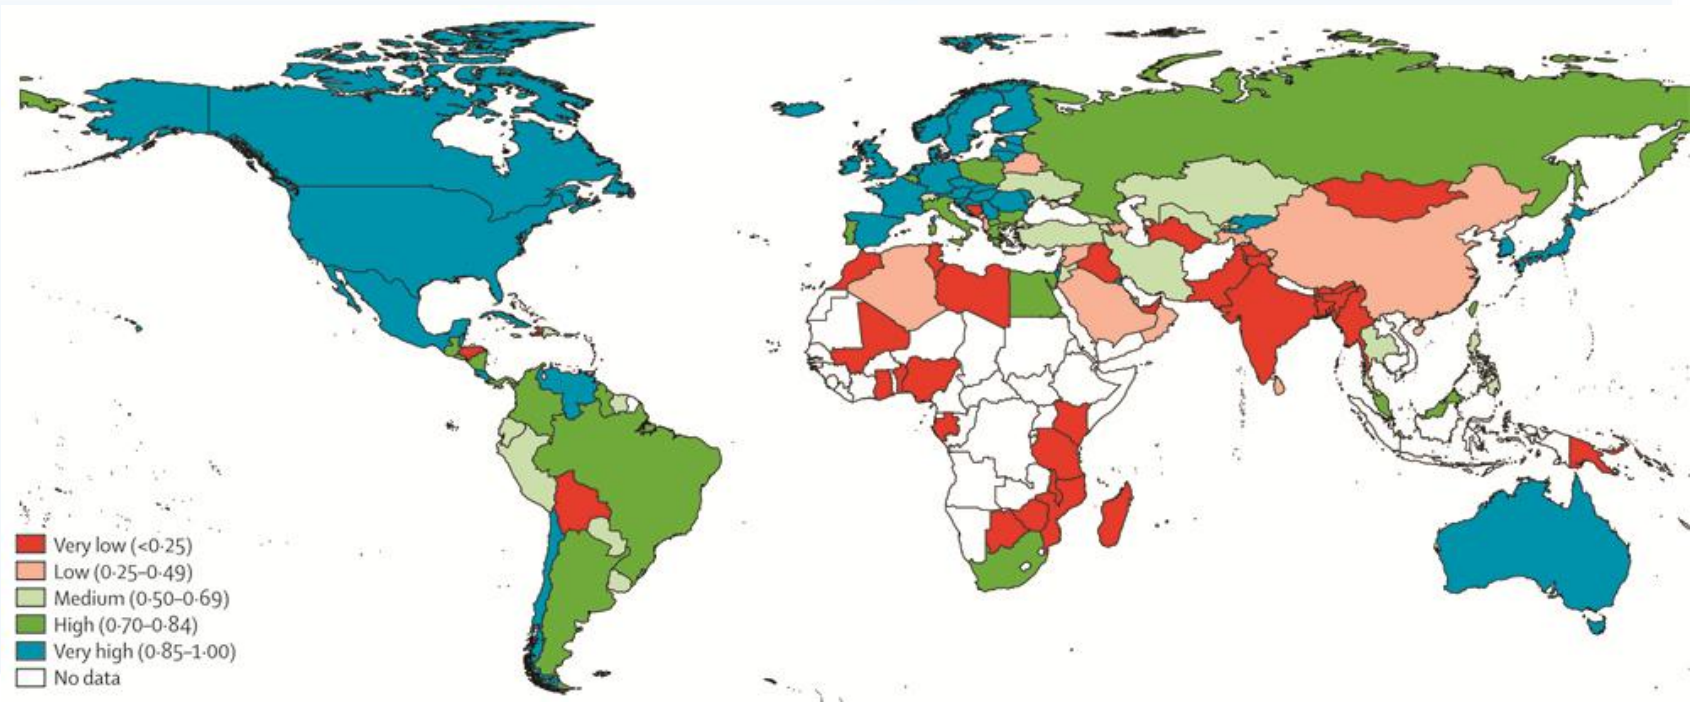 Very low (<0·25)
Low (0·25–0·49)
Medium (0·50–0·69)
High (0·70–0·84)
Very high (0·85–1·00)
No data